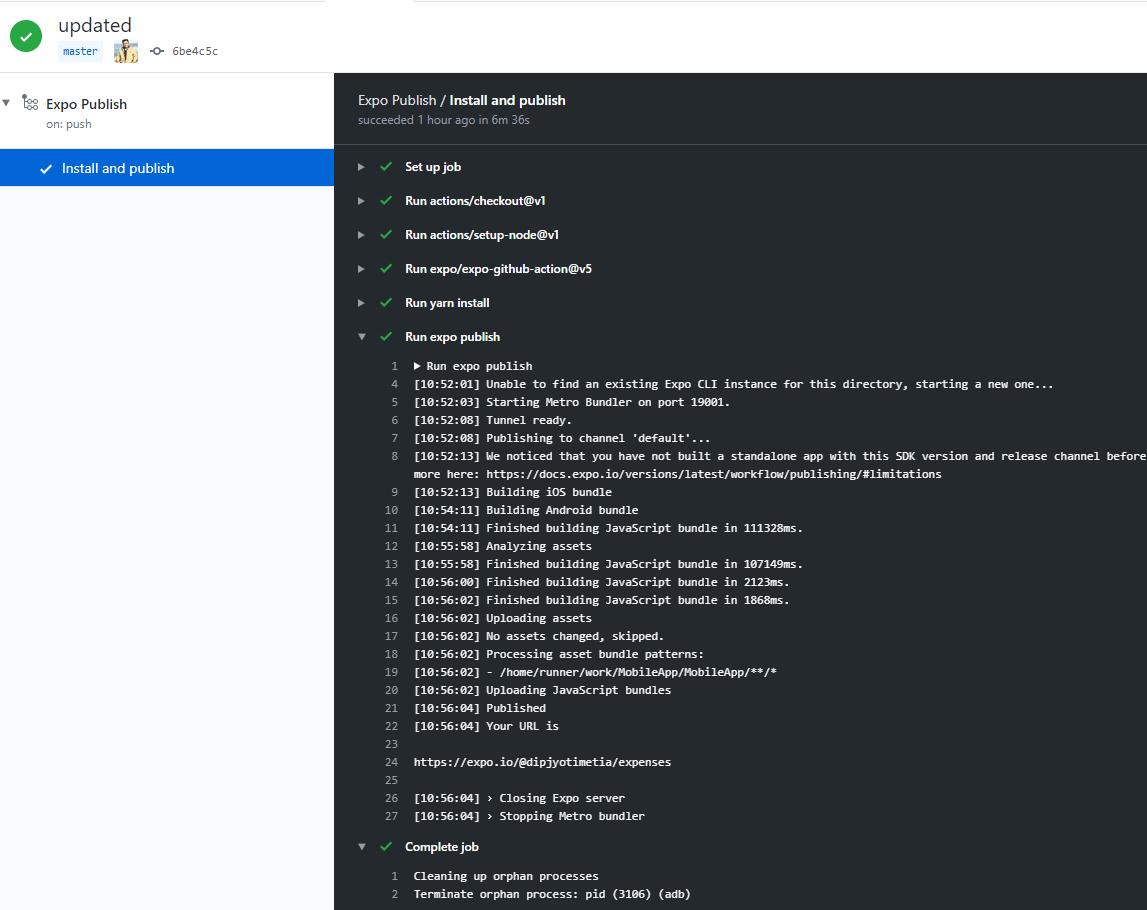 updated
master 6be4c5c
Expo Publish
on: push
Install and publish
Expo Publish / Install and publish
succeeded 1 hour ago in 6m 36s
Set up job
Run actions/checkout@v1
Run actions/setup-node@v1
Run expo/expo-github-action@v5
Run yarn install
Run expo publish
1 Run expo publish
4 [10:52:01] Unable to find an existing Expo CLI instance for this directory, starting a new one...
5 [10:52:03] Starting Metro Bundler on port 19001.
6 [10:52:08] Tunnel ready.
7 [10:52:08] Publishing to channel 'default'...
8 [10:52:13] We noticed that you have not built a standalone app with this SDK version and release channel before
more here: https://docs.expo.io/versions/latest/workflow/publishing/#limitations
9 [10:52:13] Building iOS bundle
10 [10:54:11] Building Android bundle
11 [10:54:11] Finished building JavaScript bundle in 111328ms.
12 [10:55:58] Analyzing assets
13 [10:55:58] Finished building JavaScript bundle in 107149ms.
14 [10:56:00] Finished building JavaScript bundle in 2123ms.
15 [10:56:02] Finished building JavaScript bundle in 1868ms.
16 [10:56:02] Uploading assets
17 [10:56:02] No assets changed, skipped.
18 [10:56:02] Processing asset bundle patterns:
19 [10:56:02] - /home/runner/work/MobileApp/MobileApp/**/*
20 [10:56:02] Uploading JavaScript bundles
21 [10:56:04] Published
22 [10:56:04] Your URL is
23
24 https://expo.io/@dipjyotimetia/expenses
25
26 [10:56:04] › Closing Expo server
27 [10:56:04] › Stopping Metro bundler
Complete job
1 Cleaning up orphan processes
2 Terminate orphan process: pid (3106) (adb)